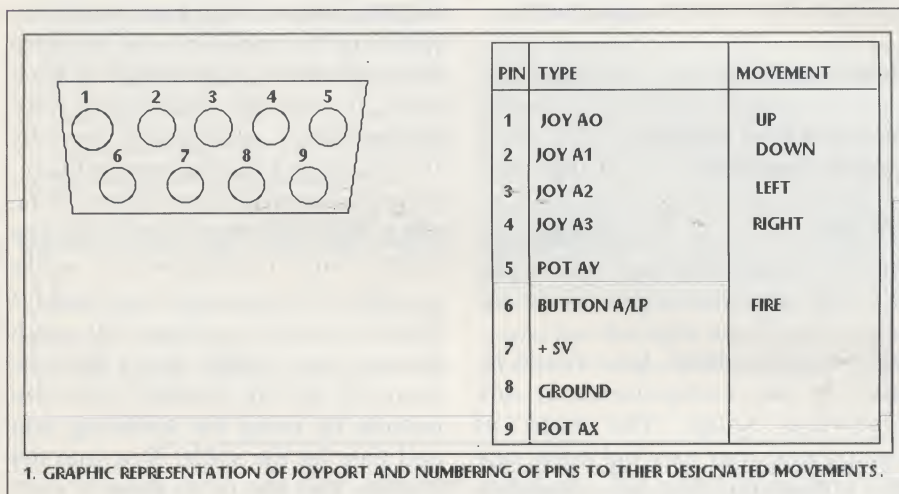 1 2 3 4 5
6 7 8 9
PIN TYPE MOVEMENT
1 JOY AO UP
2 JOY A1 DOWN
3 JOY A2 LEFT
4 JOY A3 RIGHT
5 POT AY
6 BUTTON A/LP FIRE
7 + SV
8 GROUND
9 POT AX
1. GRAPHIC REPRESENTATION OF JOYPORT AND NUMBERING OF PINS TO THIER DESIGNATED MOVEMENTS.